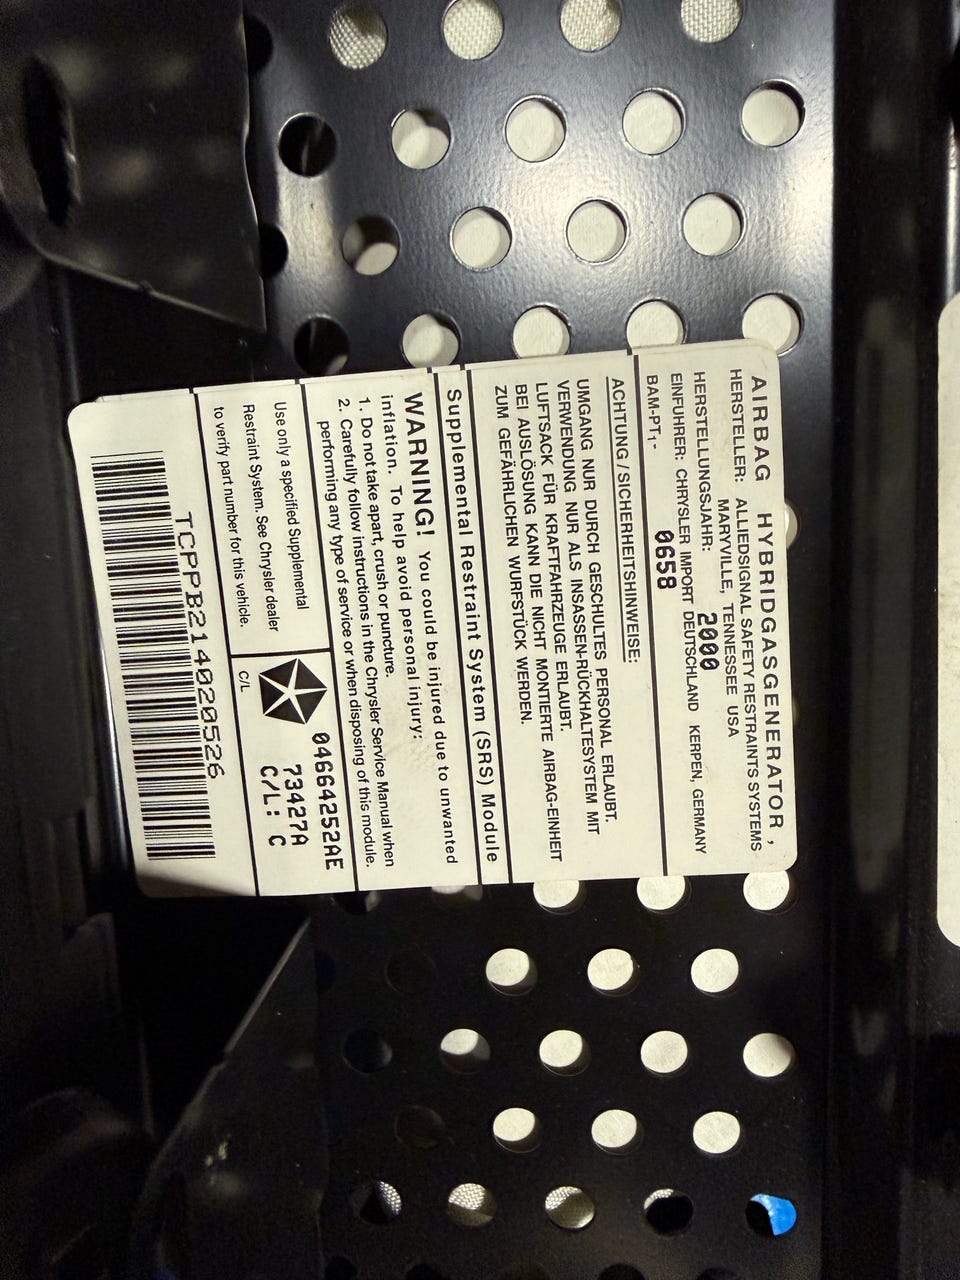 AIRBAG HYBRIDGASGENERATOR,
HERSTELLER: ALLIEDSIGNAL SAFETY RESTRAINTS SYSTEMS
MARYVILLE, TENNESSEE USA
HERSTELLUNGSJAHR: 2000
EINFUHRER: CHRYSLER IMPORT DEUTSCHLAND KERPEN, GERMANY
BAM-PT1- 0658
ACHTUNG/SICHERHEITSHINWEISE:
UMGANG NUR DURCH GESCHULTES PERSONAL ERLAUBT.
VERWENDUNG NUR ALS INSASSEN-RÜCKHALTESYSTEM MIT
LUFTSACK FÜR KRAFTFAHRZEUGE ERLAUBT.
BEI AUSLÖSUNG KANN DIE NICHT MONTIERTE AIRBAG-EINHEIT
ZUM GEFÄHRLICHEN WURFSTÜCK WERDEN.
Supplemental Restraint System (SRS) Module
WARNING! You could be injured due to unwanted
inflation. To help avoid personal injury:
1. Do not take apart, crush or puncture.
2. Carefully follow instructions in the Chrysler Service Manual when
performing any type of service or when disposing of this module.
Use only a specified Supplemental
Restraint System. See Chrysler dealer
to verify part number for this vehicle.
04664252AE
73427A
C/L: C
C/L
TCPPB21402O526